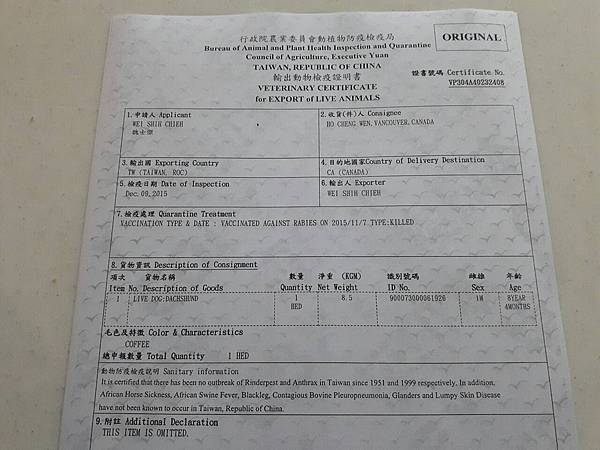 行政院農業委員會動植物防疫檢疫局
ORIGINAL
Bureau of Animal and Plant Health Inspection and Quarantine
Council of Agriculture, Executive Yuan
TAIWAN, REPUBLIC OF CHINA
輸出動物檢疫證明書
證書號碼 Certificate No.
VP304A40232408
VETERINARY CERTIFICATE
for EXPORT of LIVE ANIMALS
1.申請人 Applicant
WEI SHIH CHIEH
魏士傑
2.收貨(件)人 Consignee
HO CHENG WEN,VANCOUVER,CANADA
3.輸出國 Exporting Country
TW (TAIWAN, ROC)
4.目的地國家Country of Delivery Destination
CA (CANADA)
5.檢疫日期 Date of Inspection
Dec. 09, 2015
6.輸出人 Exporter
WEI SHIH CHIEH
7.檢疫處理 Quarantine Treatment
VACCINATION TYPE & DATE : VACCINATED AGAINST RABIES ON 2015/11/7 TYPE:KILLED
8.貨物資訊 Description of Consignment
項次 貨物名稱 數量 淨重 (KGM) 識別號碼 雌雄 年齡
Item No. Description of Goods Quantity Net Weight ID No. Sex Age
1 LIVE DOG:DACHSHUND 1 8.5 900073000061926 1M 8YEAR
HED 4MONTHS
毛色及特徵 Color & Characteristics
COFFEE
總申報數量 Total Quantity 1 HED
動物防疫檢疫說明 Sanitary information
It is certified that there has been no outbreak of Rinderpest and Anthrax in Taiwan since 1951 and 1999 respectively. In addition,
African Horse Sickness, African Swine Fever, Blackleg, Contagious Bovine Pleuropneumonia, Glanders and Lumpy Skin Disease
have not been known to occur in Taiwan, Republic of China.
9.附註 Additional Declaration
THIS ITEM IS OMITTED.